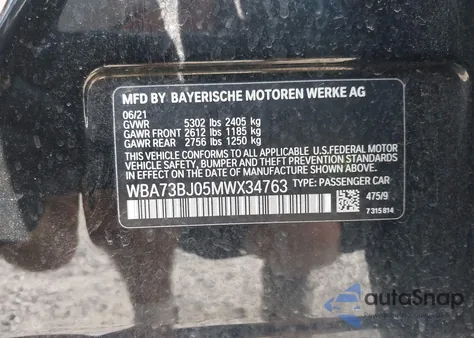 MFD BY BAYERISCHE MOTOREN WERKE AG
06/21
GVWR 5302 lbs 2405 kg
GAWR FRONT 2612 lbs 1185 kg
GAWR REAR 2756 lbs 1250 kg
THIS VEHICLE CONFORMS TO ALL APPLICABLE U.S.FEDERAL MOTOR
VEHICLE SAFETY, BUMPER, AND THEFT PREVENTION STANDARDS
IN EFFECT ON THE DATE OF MANUFACTURE SHOWN ABOVE.
WBA73BJ05MWX34763 TYPE: PASSENGER CAR
475/9
7315814
autoSnap